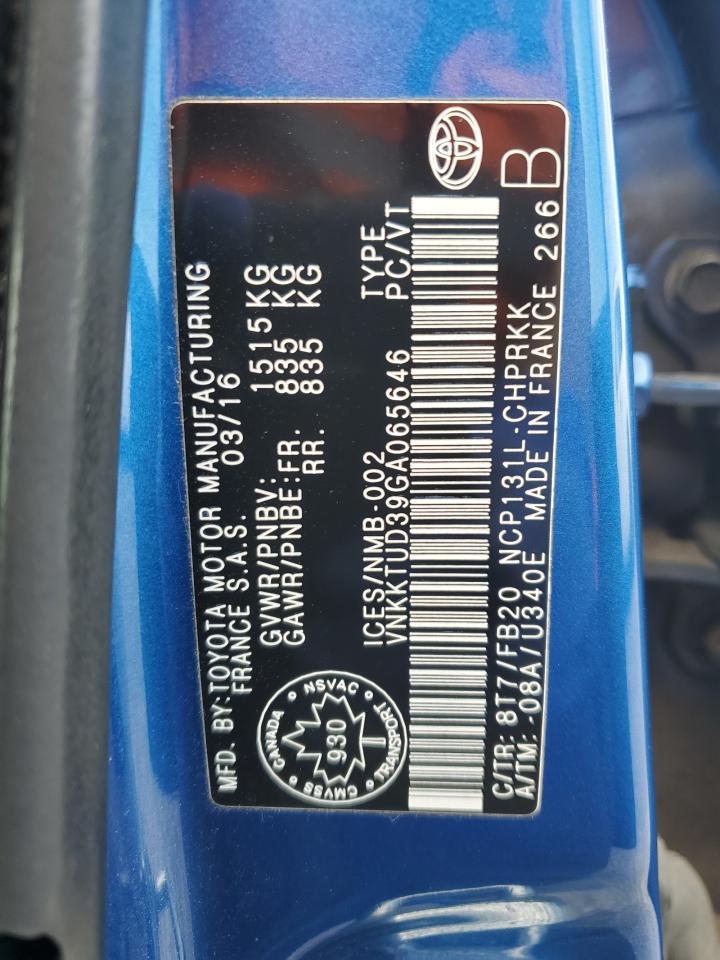 MFD. BY:TOYOTA MOTOR MANUFACTURING
FRANCE S.A.S. 03/16
GVWR/PNBV: 1515KG
GAWR/PNBE:FR: 835 KG
RR. 835 KG
CANADA • NSVAC • TRANSPORT • CMVSS •
930
ICES/NMB-002 TYPE
VNKKTUD39GA065646 PC/VT
C/TR: 8T7/FB20 NCP131L-CHPRKK
A/TM: -08A/U340E MADE IN FRANCE 266
B